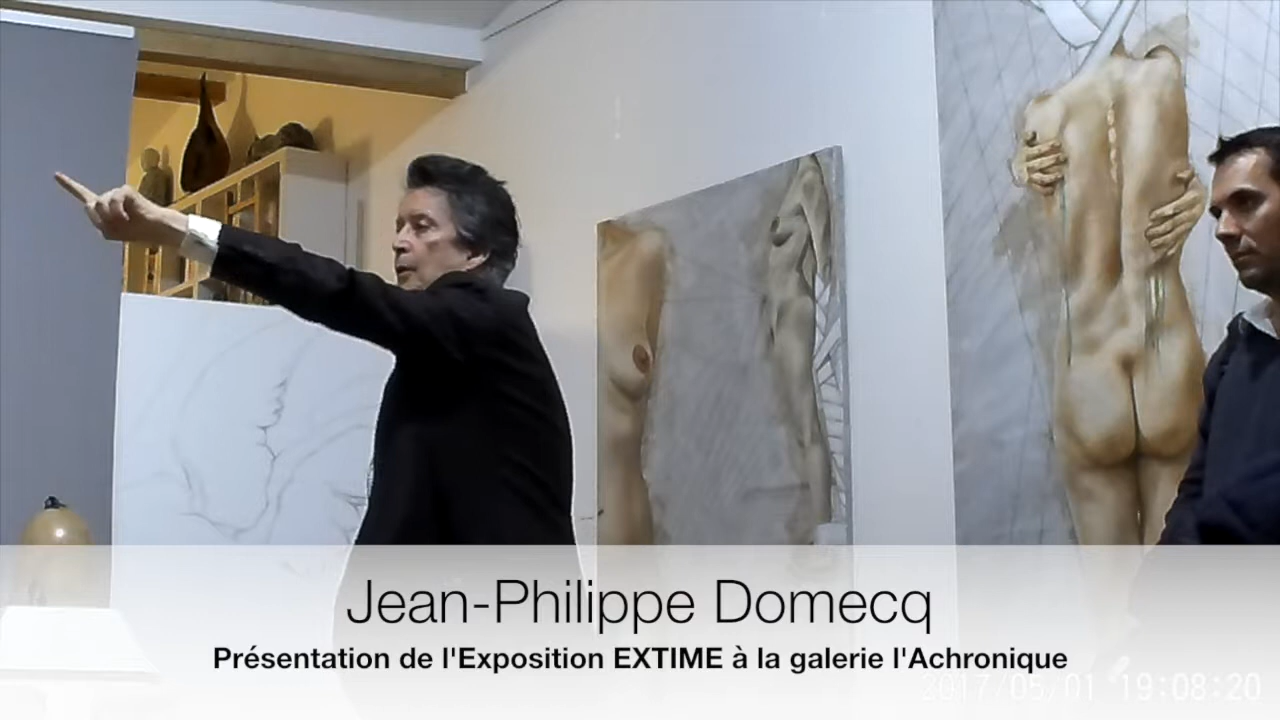 Jean-Philippe Domecq
Présentation de l'Exposition EXTIME à la galerie l'Achronique
2017/05/01 19:08:20